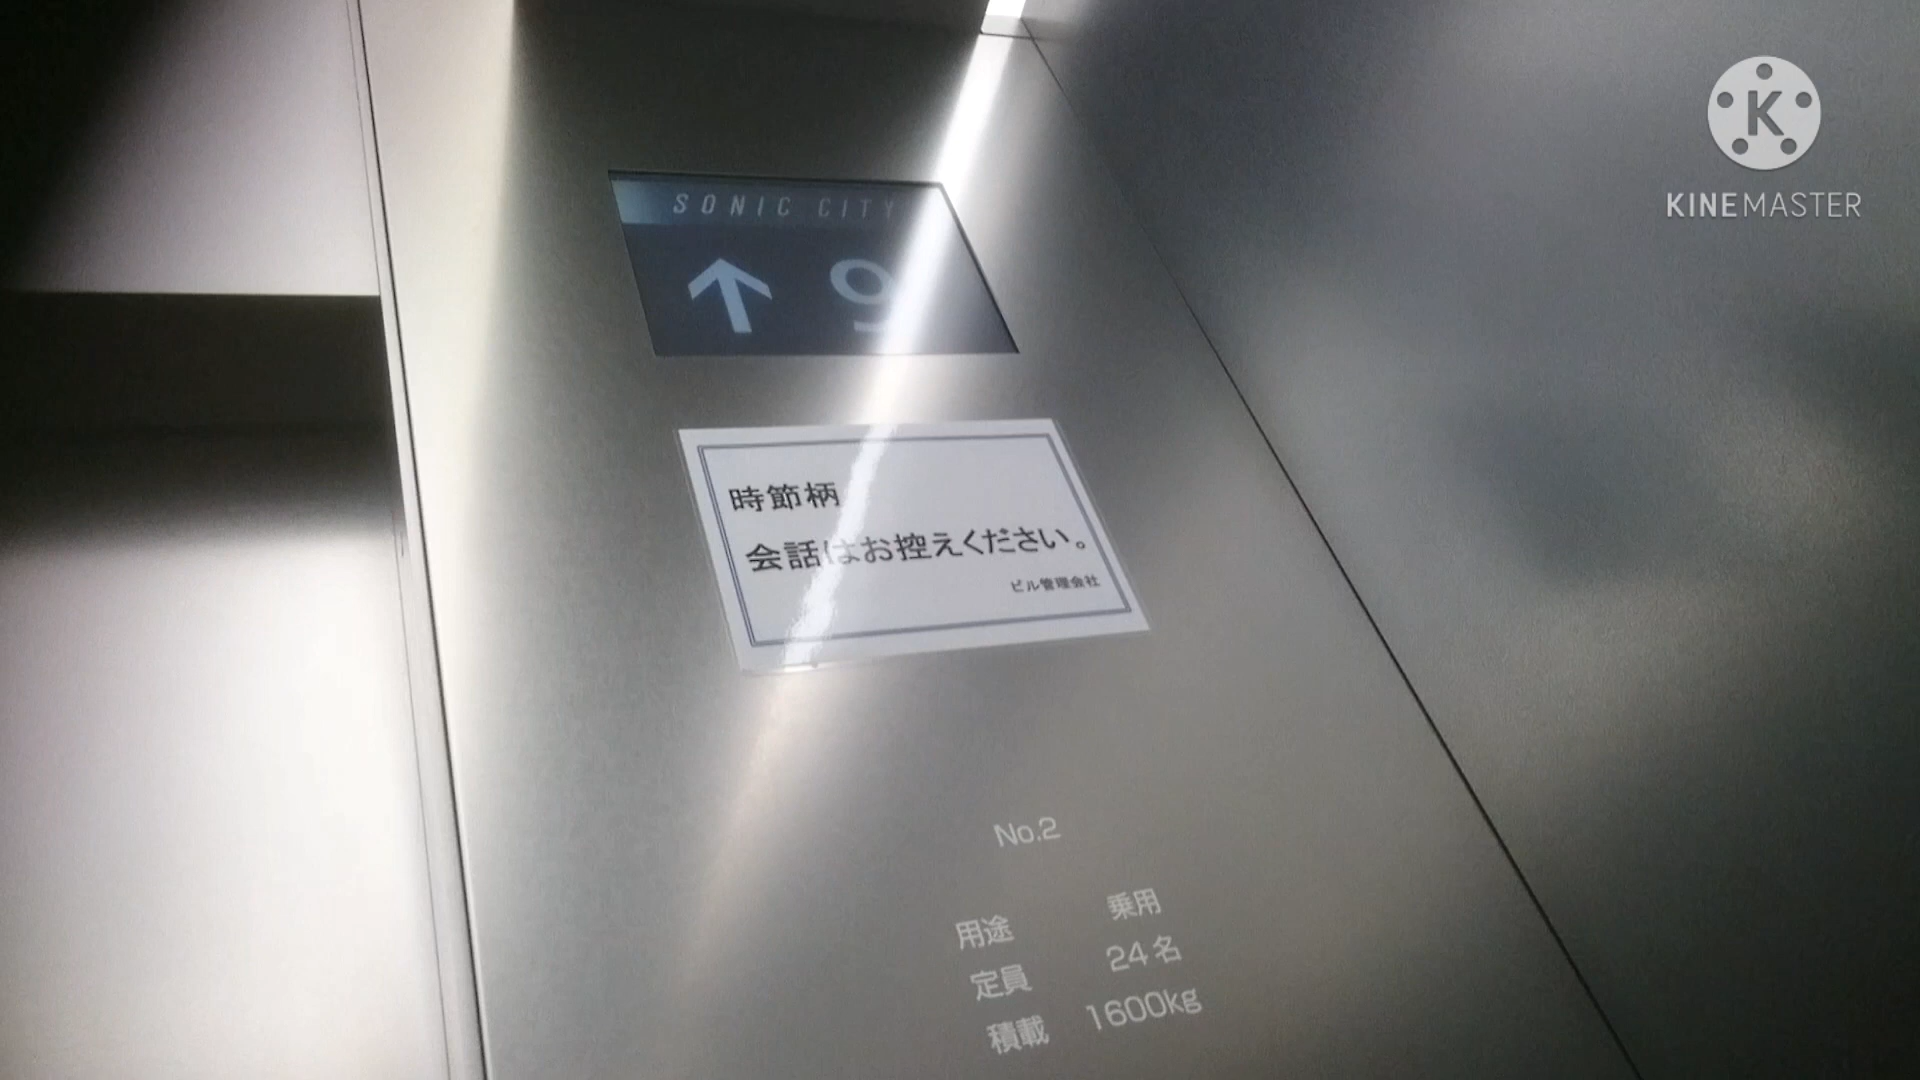 SONIC CITY
↑ 9
時節柄
会話はお控えください。
ビル管理会社
No.2
用途 乗用
定員 24名
積載 1600kg
K
KINEMASTER